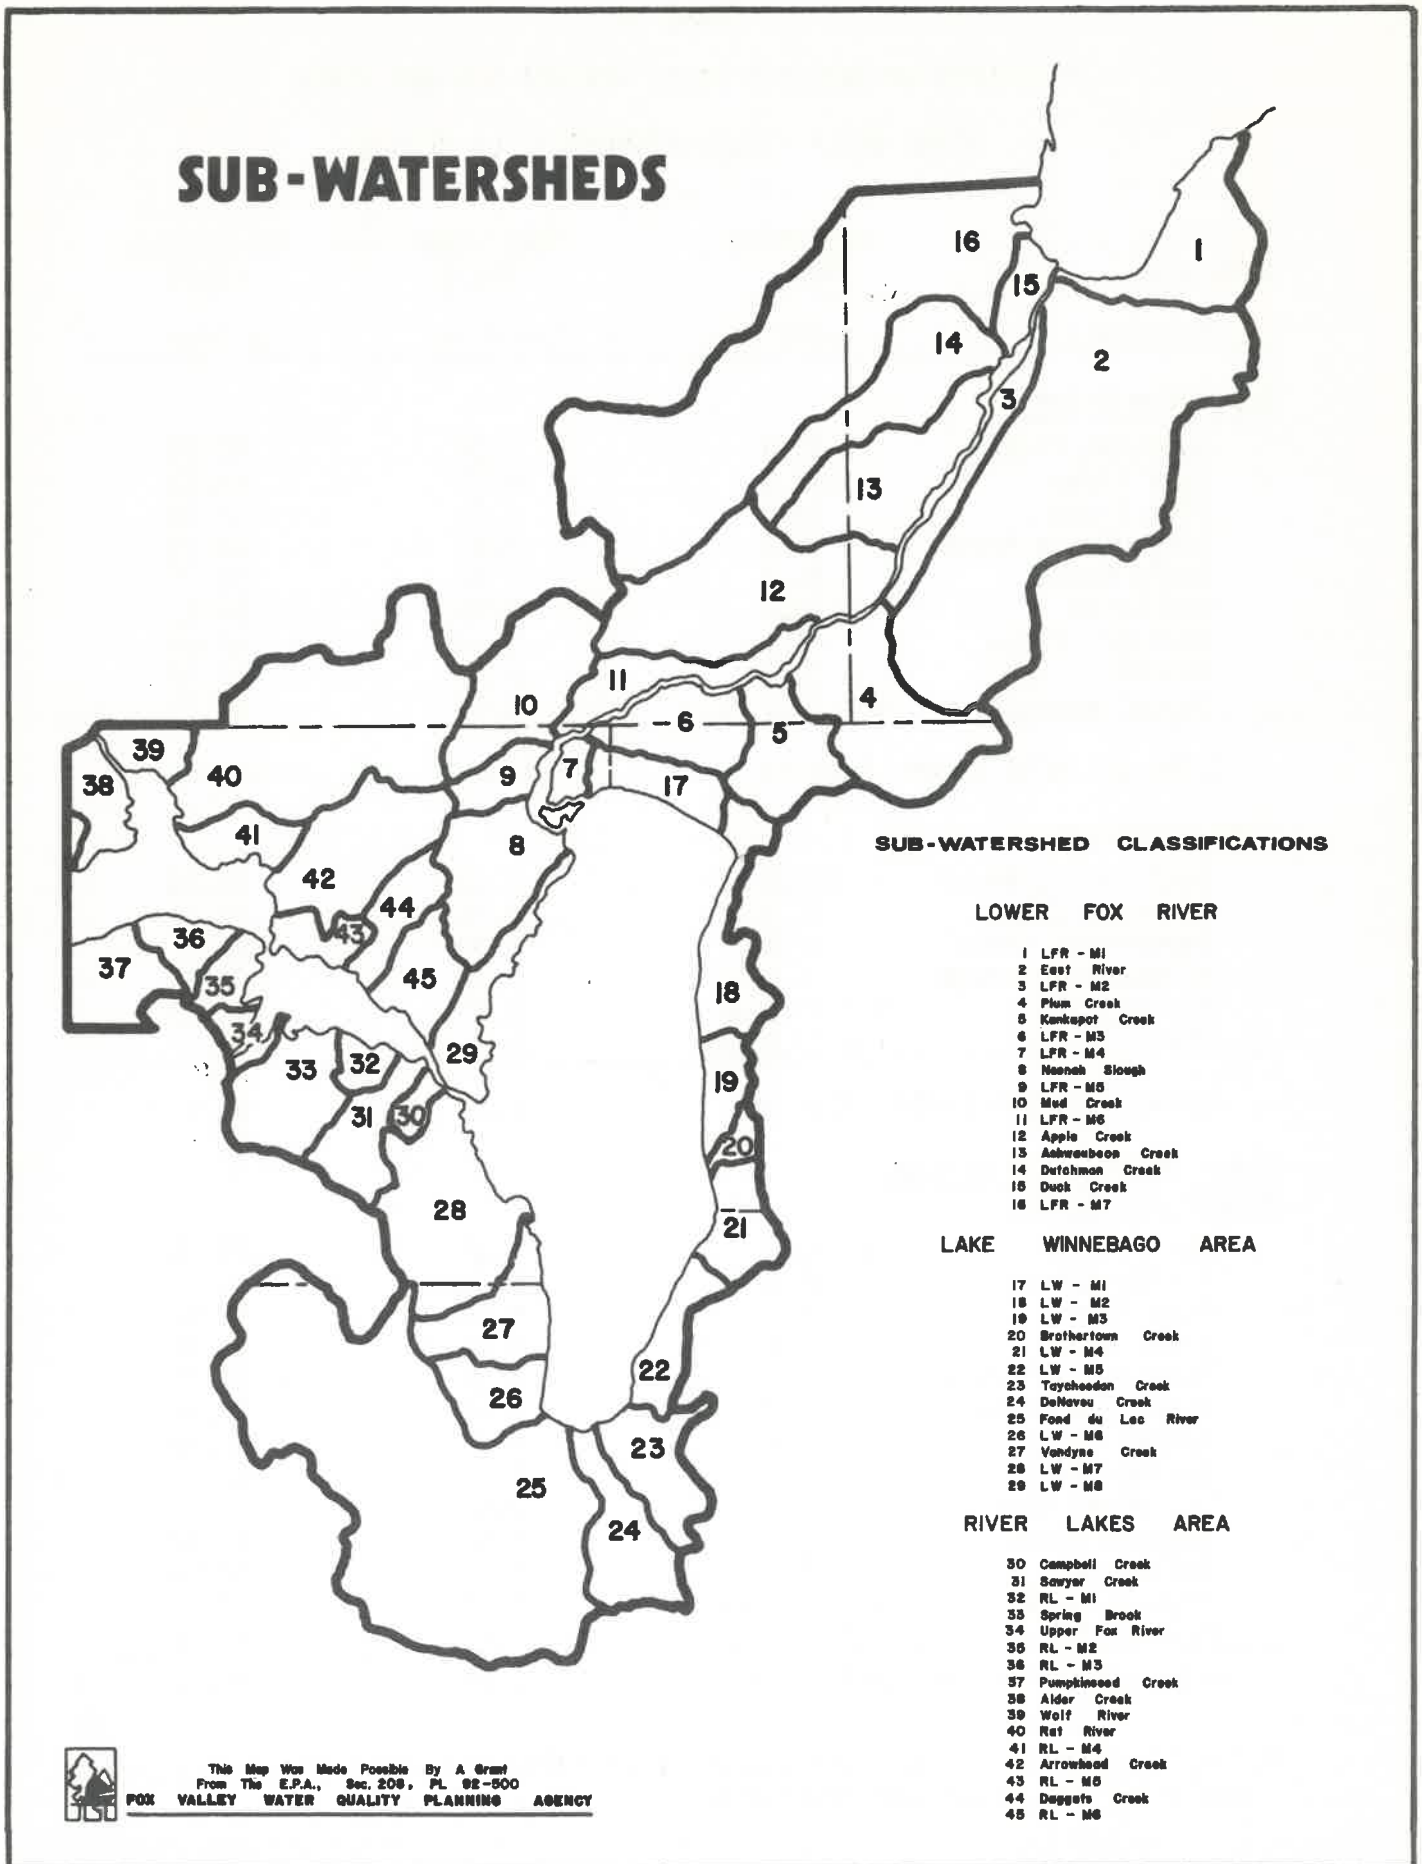 SUB-WATERSHEDS
16
1
15
14
2
3
13
12
11
10
4
6
5
39
40
9
7
17
38
41
8
42
44
43
36
37
45
35
18
34
33
32
29
19
31
30
20
28
21
27
22
26
23
25
24
SUB-WATERSHED CLASSIFICATIONS
LOWER FOX RIVER
1 LFR - M1
2 East River
3 LFR - M2
4 Plum Creek
5 Kankapot Creek
6 LFR - M3
7 LFR - M4
8 Neenah Slough
9 LFR - M5
10 Mud Creek
11 LFR - M6
12 Apple Creek
13 Ashwaubeon Creek
14 Dutchman Creek
15 Duck Creek
16 LFR - M7
LAKE WINNEBAGO AREA
17 LW - M1
18 LW - M2
19 LW - M3
20 Brothertown Creek
21 LW - M4
22 LW - M5
23 Taycheedan Creek
24 DeNeveu Creek
25 Fond du Lac River
26 LW - M6
27 Vandyne Creek
28 LW - M7
29 LW - M8
RIVER LAKES AREA
30 Campbell Creek
31 Sawyer Creek
32 RL - M1
33 Spring Brook
34 Upper Fox River
35 RL - M2
36 RL - M3
37 Pumpkinseed Creek
38 Alder Creek
39 Wolf River
40 Rat River
41 RL - M4
42 Arrowhead Creek
43 RL - M5
44 Daggets Creek
45 RL - M6
This Map Was Made Possible By A Grant
From The E.P.A., Sec. 208, PL 92-500
FOX VALLEY WATER QUALITY PLANNING AGENCY